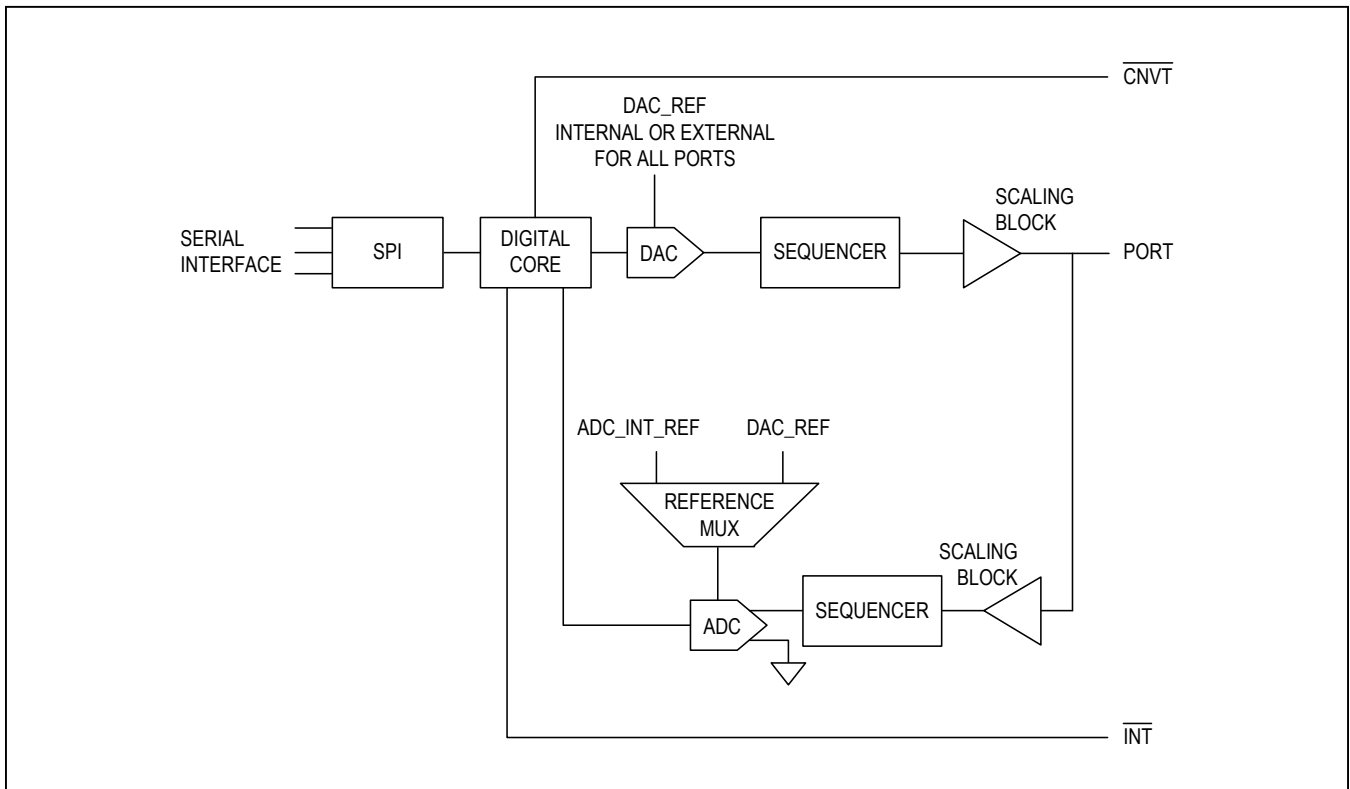 CNVT
DAC_REF
INTERNAL OR EXTERNAL
FOR ALL PORTS
SCALING
BLOCK
SERIAL
INTERFACE
SPI
DIGITAL
CORE
DAC
SEQUENCER
PORT
ADC_INT_REF
DAC_REF
REFERENCE
MUX
SCALING
BLOCK
ADC
SEQUENCER
INT